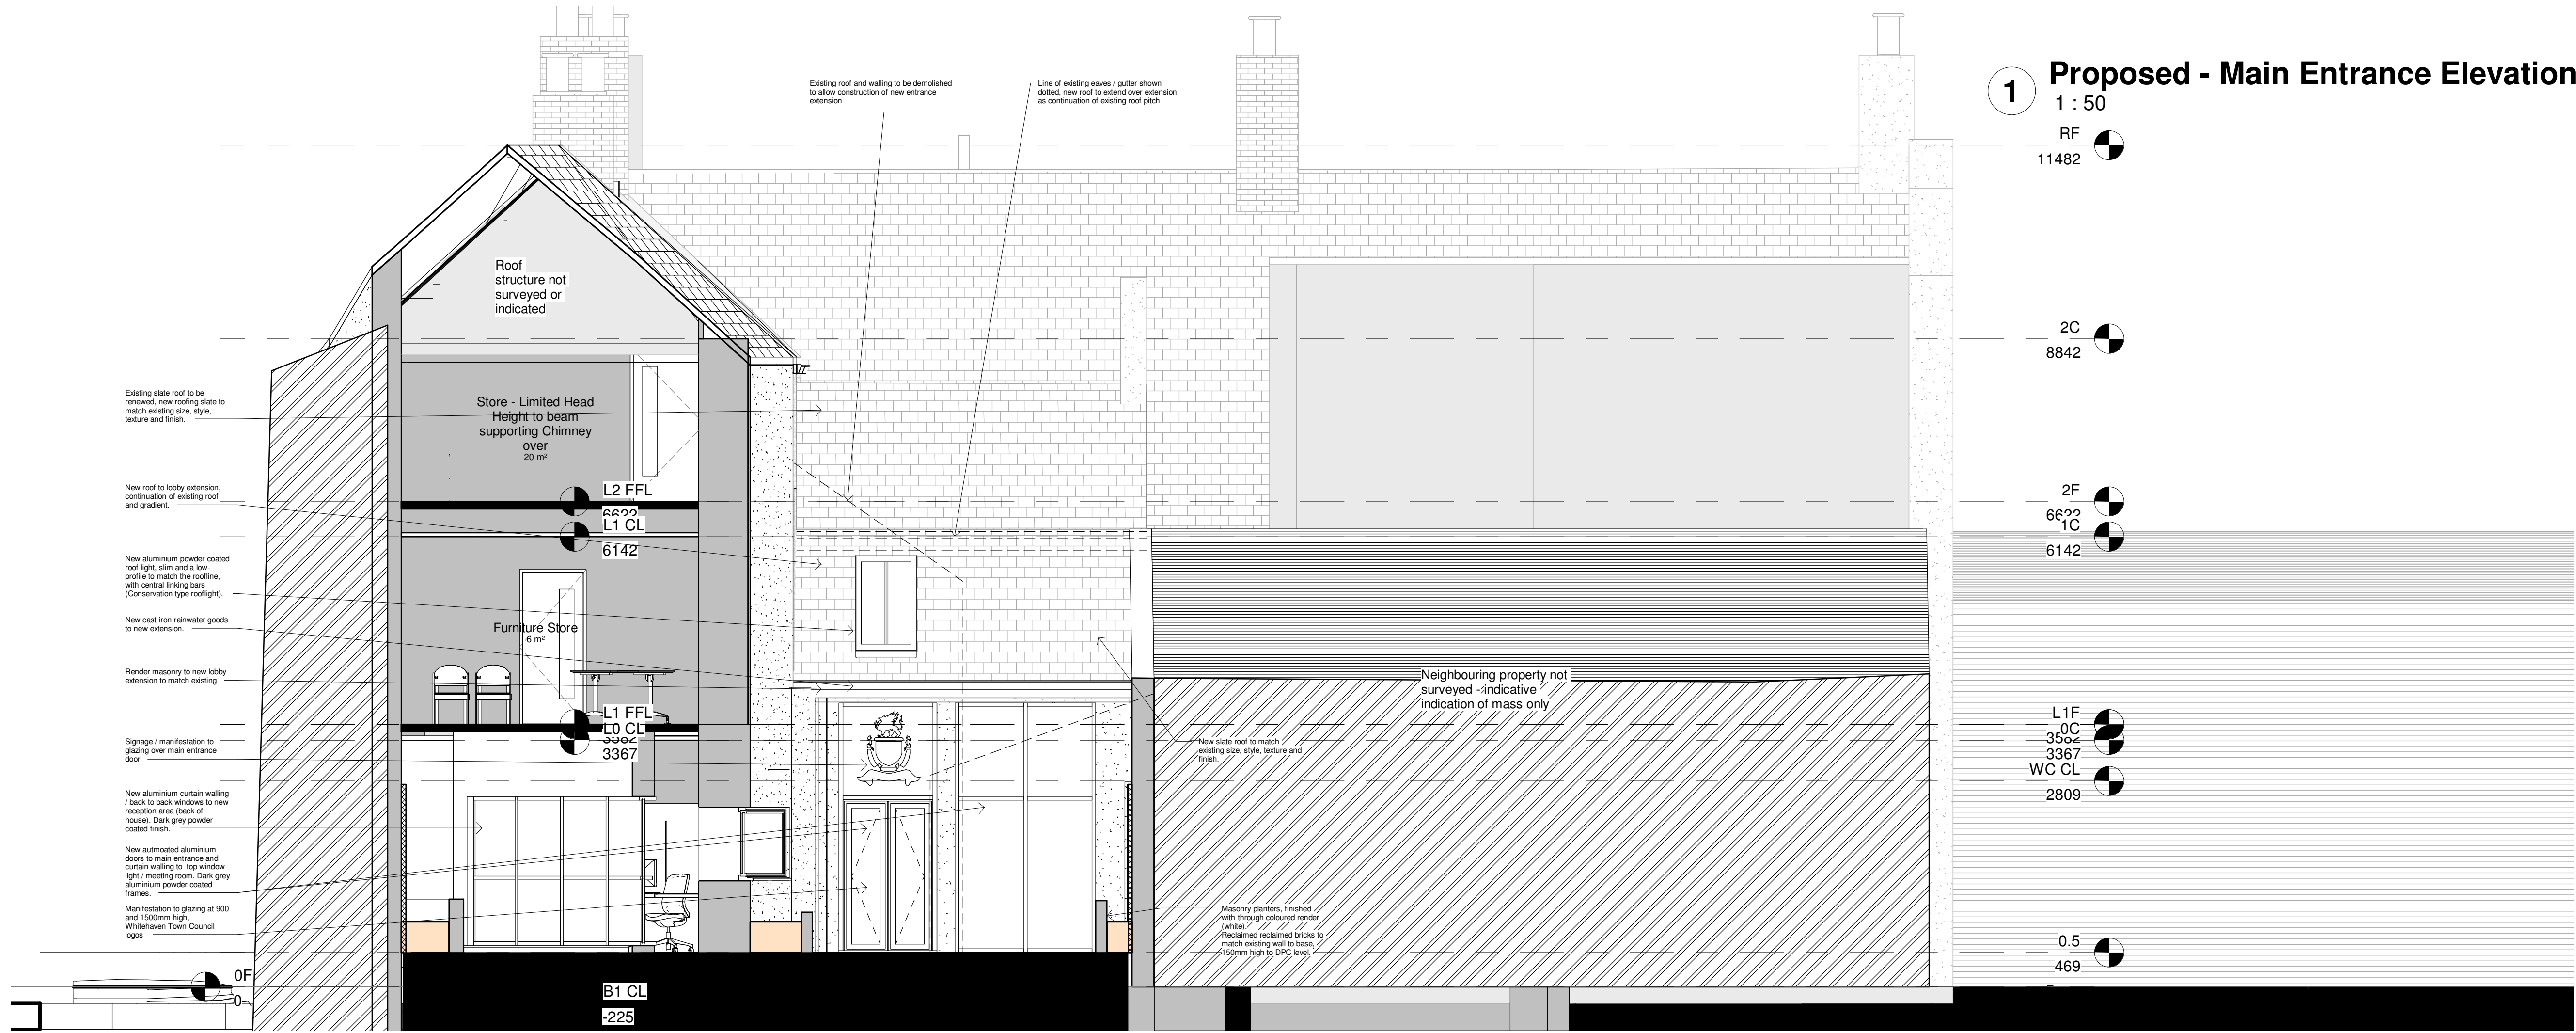 Proposed - Main Entrance Elevation
1
1 : 50
Existing roof and walling to be demolished
to allow construction of new entrance
extension
Line of existing eaves / gutter shown
dotted, new roof to extend over extension
as continuation of existing roof pitch
RF
11482
2C
8842
2F
6622
1C
6142
L1F
0C
3582
3367
WC CL
2809
0.5
469
Roof
structure not
surveyed or
indicated
Store - Limited Head
Height to beam
supporting Chimney
over
20 m²
L2 FFL
6622
L1 CL
6142
Furniture Store
6 m²
L1 FFL
L0 CL
3582
3367
B1 CL
-225
0F
0
Existing slate roof to be
renewed, new roofing slate to
match existing size, style,
texture and finish.
New roof to lobby extension,
continuation of existing roof
and gradient.
New aluminium powder coated
roof light, slim and a low-
profile to match the roofline,
with central linking bars
(Conservation type rooflight).
New cast iron rainwater goods
to new extension.
Render masonry to new lobby
extension to match existing
Signage / manifestation to
glazing over main entrance
door
New aluminium curtain walling
/ back to back windows to new
reception area (back of
house). Dark grey powder
coated finish.
New autmoated aluminium
doors to main entrance and
curtain walling to top window
light / meeting room. Dark grey
aluminium powder coated
frames.
Manifestation to glazing at 900
and 1500mm high,
Whitehaven Town Council
logos
Neighbouring property not
surveyed - indicative
indication of mass only
New slate roof to match
existing size, style, texture and
finish.
Masonry planters, finished
with through coloured render
(white).
Reclaimed reclaimed bricks to
match existing wall to base,
150mm high to DPC level.